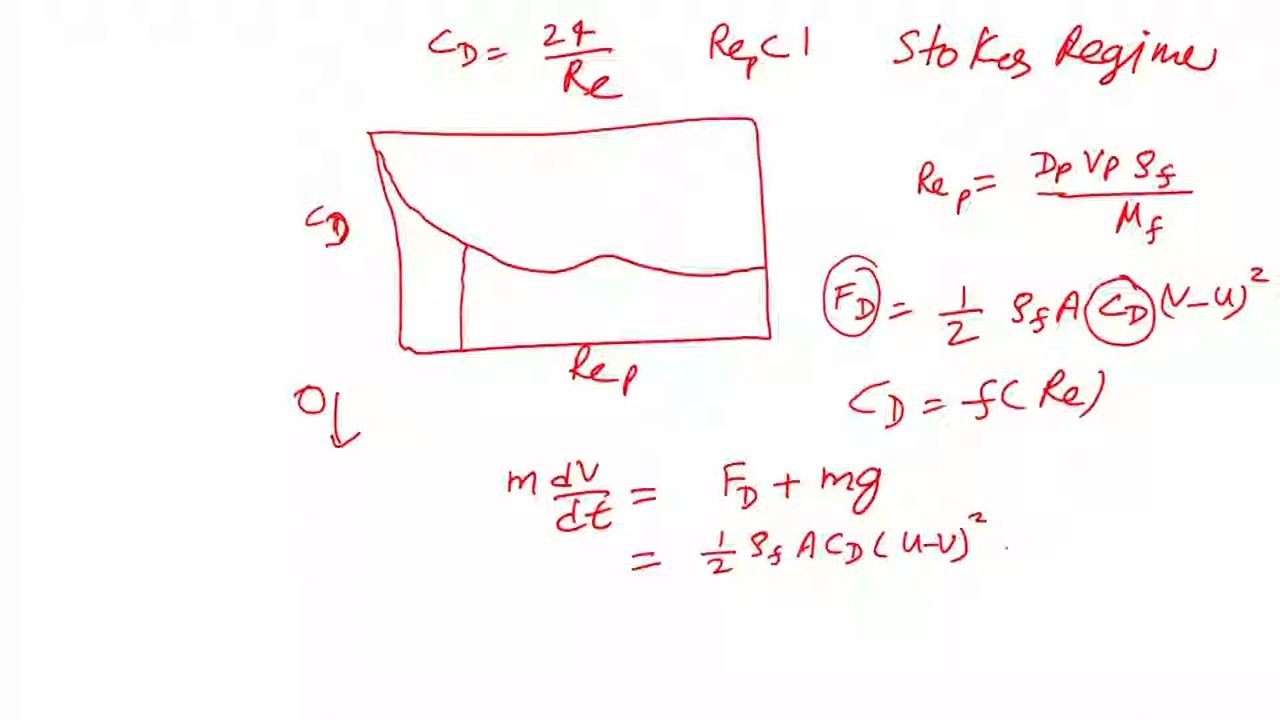 C_D = 24/Re Re_p < 1 Stokes Regime
Re_p = D_p V_p ρ_f / μ_f
C_D
F_D = 1/2 ρ_f A C_D (V-U)^2
Re_p
C_D = f(Re)
m dV/dt = F_D + mg
= 1/2 ρ_f A C_D (U-V)^2